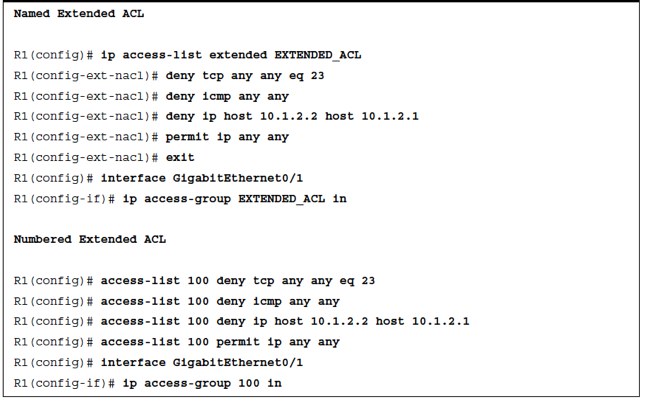 Named Extended ACL
R1(config)# ip access-list extended EXTENDED_ACL
R1(config-ext-nacl)# deny tcp any any eq 23
R1(config-ext-nacl)# deny icmp any any
R1(config-ext-nacl)# deny ip host 10.1.2.2 host 10.1.2.1
R1(config-ext-nacl)# permit ip any any
R1(config-ext-nacl)# exit
R1(config)# interface GigabitEthernet0/1
R1(config-if)# ip access-group EXTENDED_ACL in
Numbered Extended ACL
R1(config)# access-list 100 deny tcp any any eq 23
R1(config)# access-list 100 deny icmp any any
R1(config)# access-list 100 deny ip host 10.1.2.2 host 10.1.2.1
R1(config)# access-list 100 permit ip any any
R1(config)# interface GigabitEthernet0/1
R1(config-if)# ip access-group 100 in